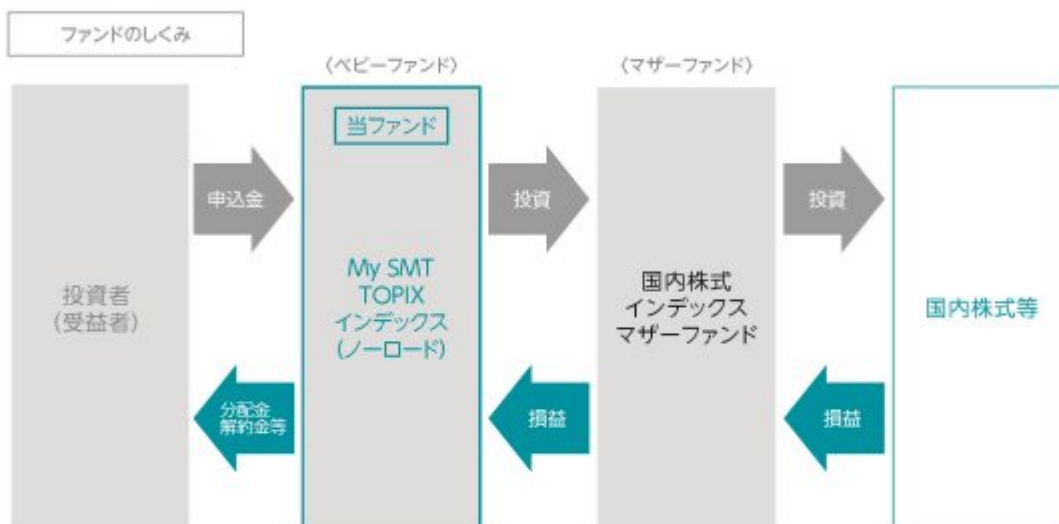 ファンドのしくみ
〈ベビーファンド〉
〈マザーファンド〉
当ファンド
申込金
投資
投資
投資者
(受益者)
My SMT
TOPIX
インデックス
(ノーロード)
国内株式
インデックス
マザーファンド
国内株式等
分配金
解約金等
損益
損益